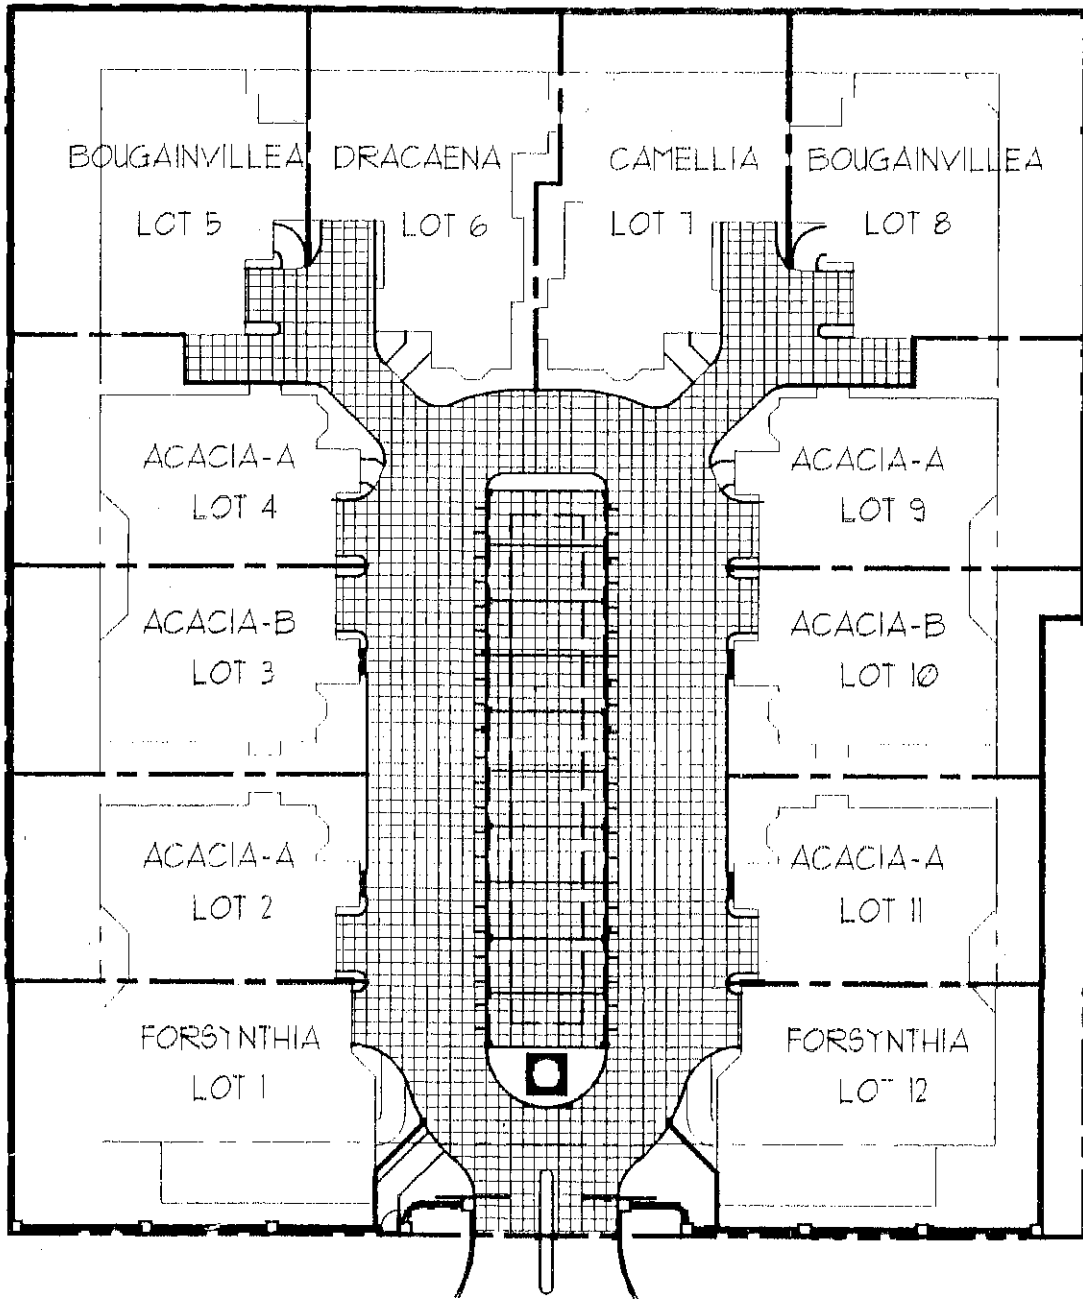 BOUGAINVILLEA
LOT 5
DRACAENA
LOT 6
CAMELLIA
LOT 7
BOUGAINVILLEA
LOT 8
ACACIA-A
LOT 4
ACACIA-A
LOT 9
ACACIA-B
LOT 3
ACACIA-B
LOT 10
ACACIA-A
LOT 2
ACACIA-A
LOT 11
FORSYNTHIA
LOT 1
FORSYNTHIA
LOT 12